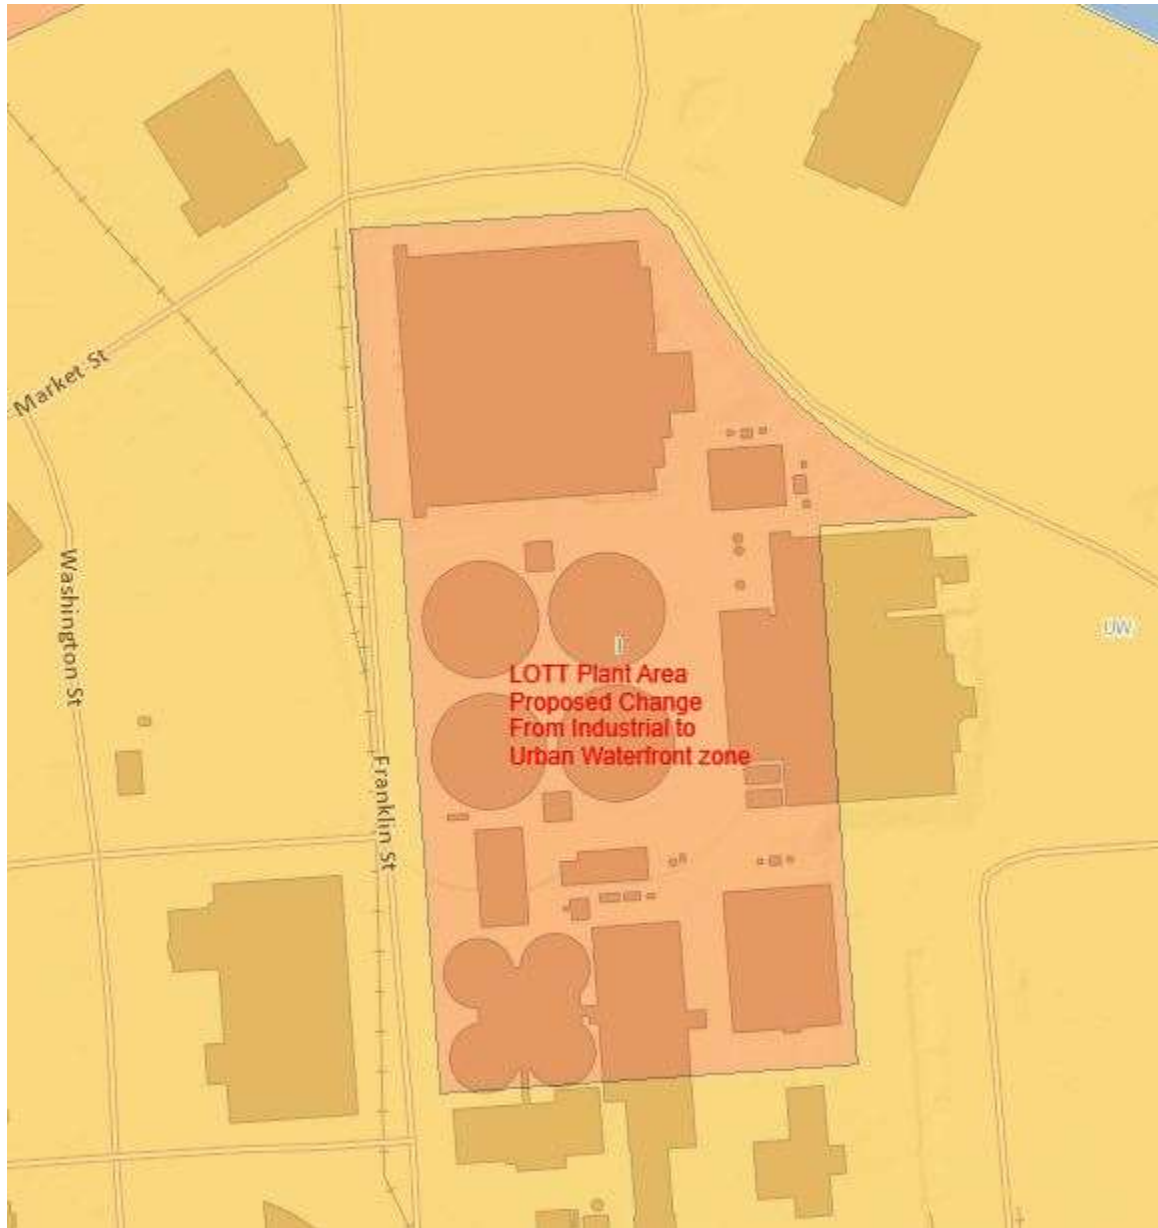 Market St
Washington St
UW
I
LOTT Plant Area
Proposed Change
From Industrial to
Urban Waterfront zone
Franklin St